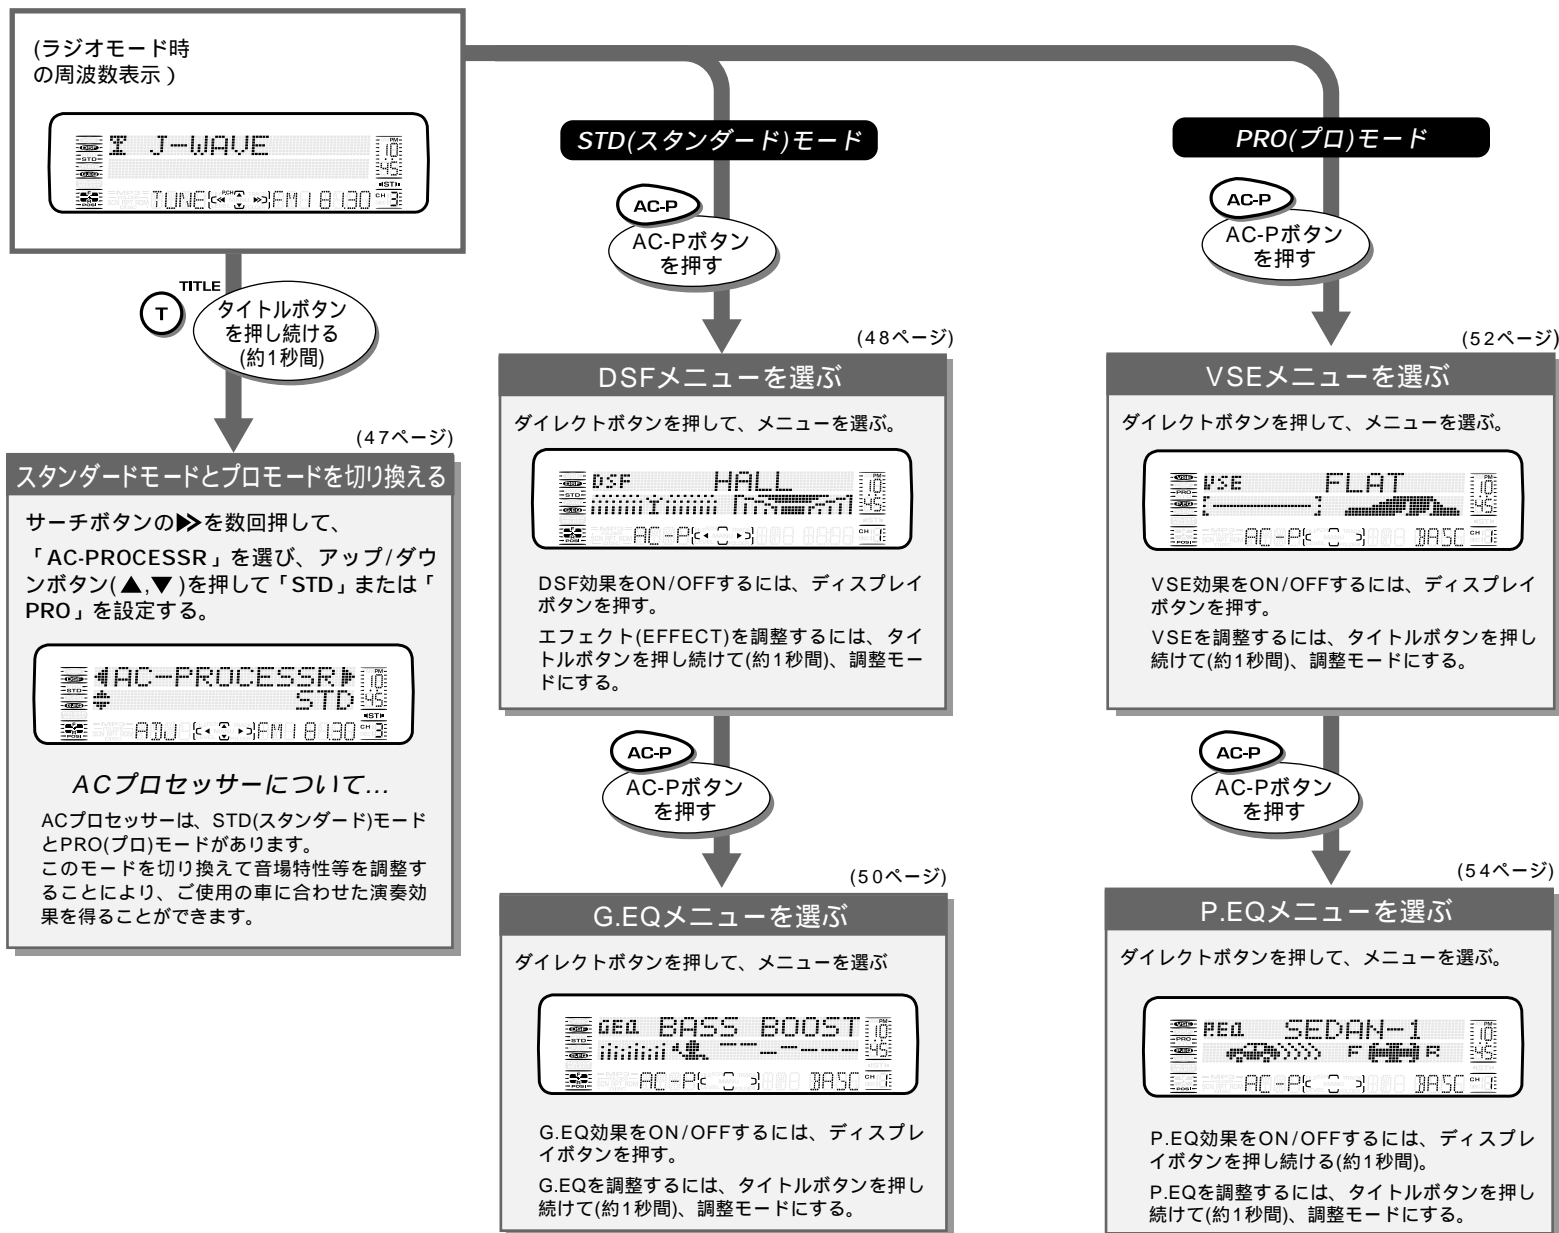 (ラジオモード時
の周波数表示 )
J-WAVE
TUNE
FM1 81.30
CH 3
TITLE
T
タイトルボタン
を押し続ける
(約1秒間)
(47ページ)
スタンダードモードとプロモードを切り換える
サーチボタンの▶▶を数回押して、
「AC-PROCESSR」を選び、アップ/ダウ
ンボタン(▲,▼)を押して「STD」または「
PRO」を設定する。
AC-PROCESSR
STD
ADJ
FM1 81.30
CH 3
ACプロセッサーについて...
ACプロセッサーは、STD(スタンダード)モード
とPRO(プロ)モードがあります。
このモードを切り換えて音場特性等を調整す
ることにより、ご使用の車に合わせた演奏効
果を得ることができます。
STD(スタンダード)モード
AC-P
AC-Pボタン
を押す
(48ページ)
DSFメニューを選ぶ
ダイレクトボタンを押して、メニューを選ぶ。
DSF HALL
AC-P
CH 1
DSF効果をON/OFFするには、ディスプレイ
ボタンを押す。
エフェクト(EFFECT)を調整するには、タイ
トルボタンを押し続けて(約1秒間)、調整モー
ドにする。
AC-P
AC-Pボタン
を押す
(50ページ)
G.EQメニューを選ぶ
ダイレクトボタンを押して、メニューを選ぶ
GEQ BASS BOOST
AC-P
BASC
CH 1
G.EQ効果をON/OFFするには、ディスプレ
イボタンを押す。
G.EQを調整するには、タイトルボタンを押し
続けて(約1秒間)、調整モードにする。
PRO(プロ)モード
AC-P
AC-Pボタン
を押す
(52ページ)
VSEメニューを選ぶ
ダイレクトボタンを押して、メニューを選ぶ。
VSE FLAT
AC-P
BASC
CH 1
VSE効果をON/OFFするには、ディスプレイ
ボタンを押す。
VSEを調整するには、タイトルボタンを押し
続けて(約1秒間)、調整モードにする。
AC-P
AC-Pボタン
を押す
(54ページ)
P.EQメニューを選ぶ
ダイレクトボタンを押して、メニューを選ぶ。
P.EQ SEDAN-1
F R
AC-P
BASC
CH 1
P.EQ効果をON/OFFするには、ディスプレ
イボタンを押し続ける(約1秒間)。
P.EQを調整するには、タイトルボタンを押し
続けて(約1秒間)、調整モードにする。